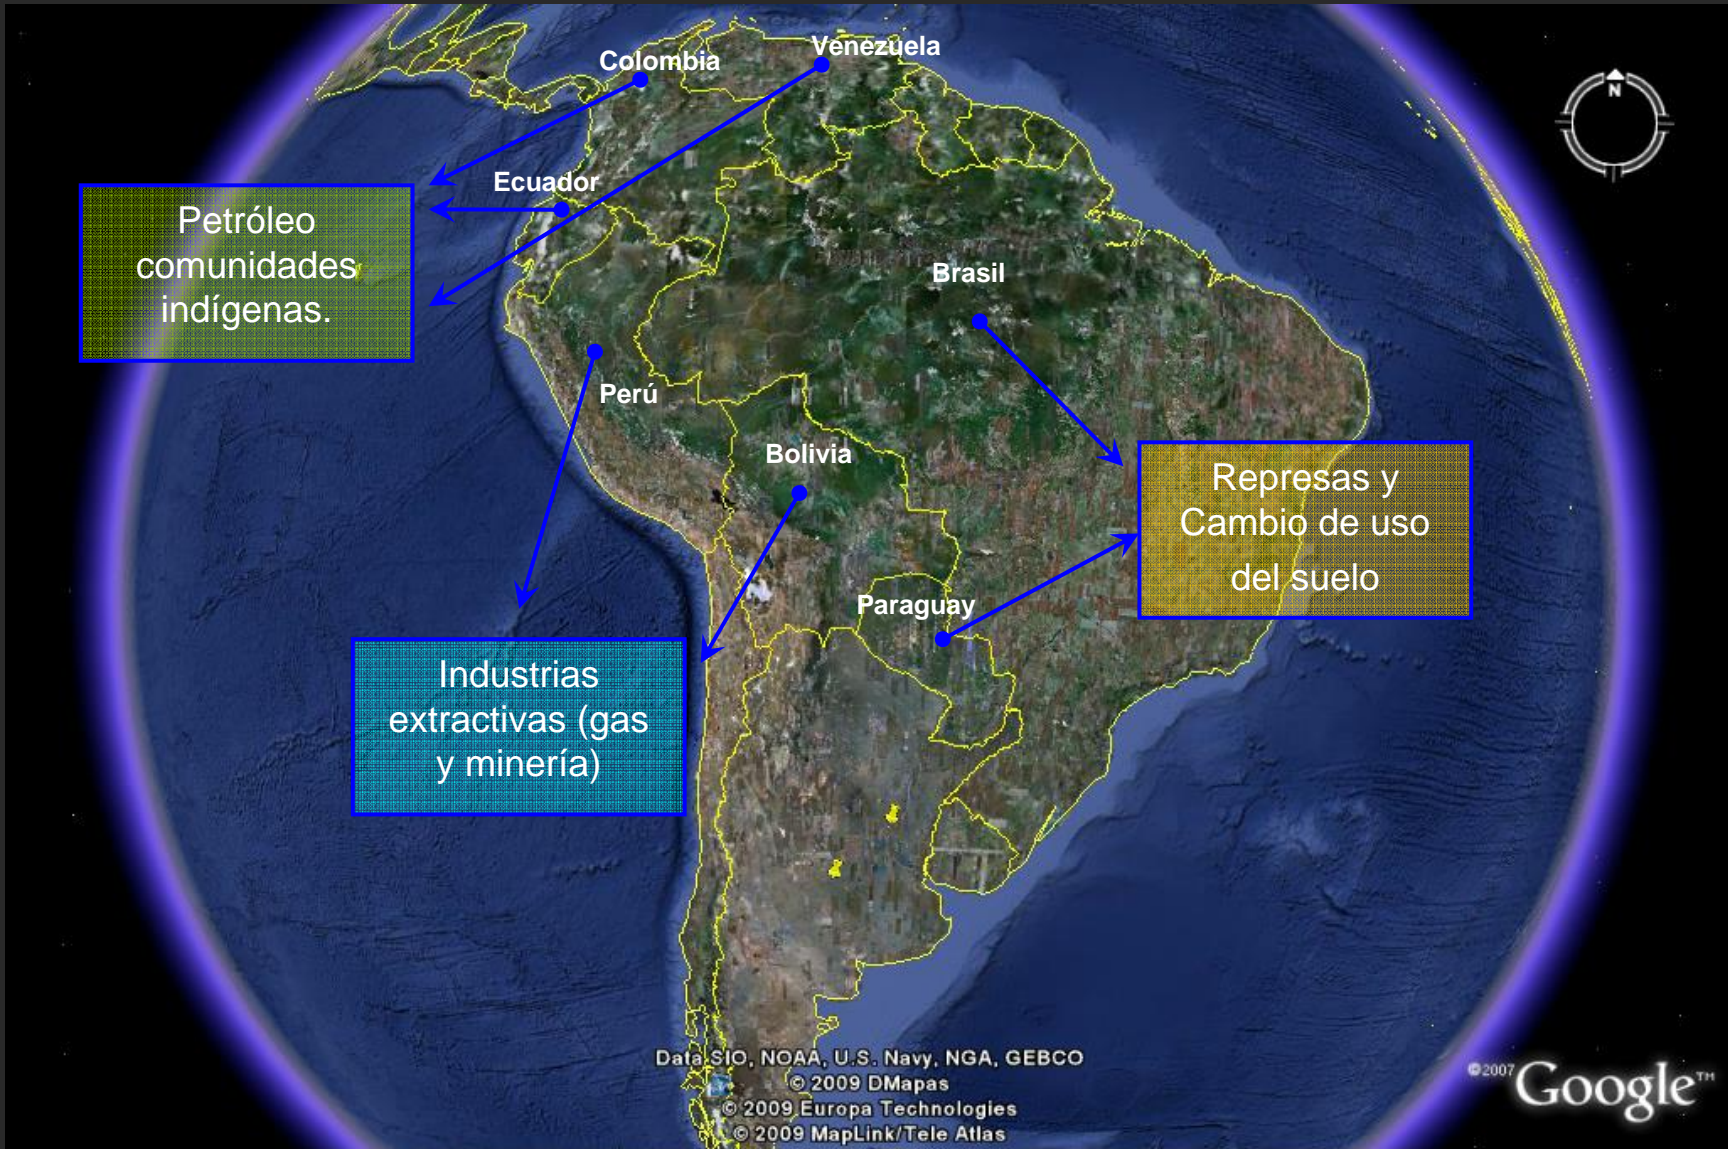 Venezuela
Colombia
N
Ecuador
Petróleo
comunidades
indígenas.
Brasil
Perú
Bolivia
Represas y
Cambio de uso
del suelo
Paraguay
Industrias
extractivas (gas
y minería)
Data SIO, NOAA, U.S. Navy, NGA, GEBCO
© 2009 DMapas
© 2009 Europa Technologies
© 2009 MapLink/Tele Atlas
©2007 Google™